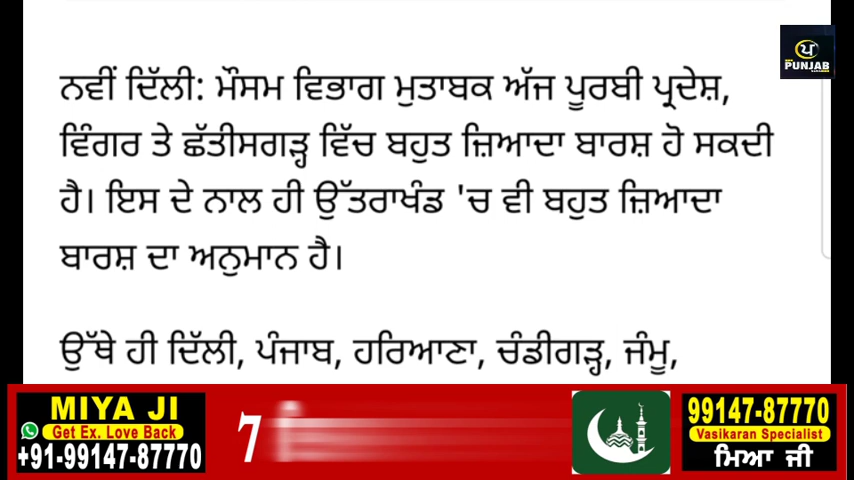 PUNJAB
ਨਵੀਂ ਦਿੱਲੀ: ਮੌਸਮ ਵਿਭਾਗ ਮੁਤਾਬਕ ਅੱਜ ਪੂਰਬੀ ਪ੍ਰਦੇਸ਼,
ਵਿੰਗਰ ਤੇ ਛੱਤੀਸਗੜ੍ਹ ਵਿੱਚ ਬਹੁਤ ਜ਼ਿਆਦਾ ਬਾਰਸ਼ ਹੋ ਸਕਦੀ
ਹੈ। ਇਸ ਦੇ ਨਾਲ ਹੀ ਉੱਤਰਾਖੰਡ 'ਚ ਵੀ ਬਹੁਤ ਜ਼ਿਆਦਾ
ਬਾਰਸ਼ ਦਾ ਅਨੁਮਾਨ ਹੈ।
ਉੱਥੇ ਹੀ ਦਿੱਲੀ, ਪੰਜਾਬ, ਹਰਿਆਣਾ, ਚੰਡੀਗੜ੍ਹ, ਜੰਮੂ,
MIYA JI
Get Ex. Love Back
+91-99147-87770
7
99147-87770
Vasikaran Specialist
ਮਿਆ ਜੀ